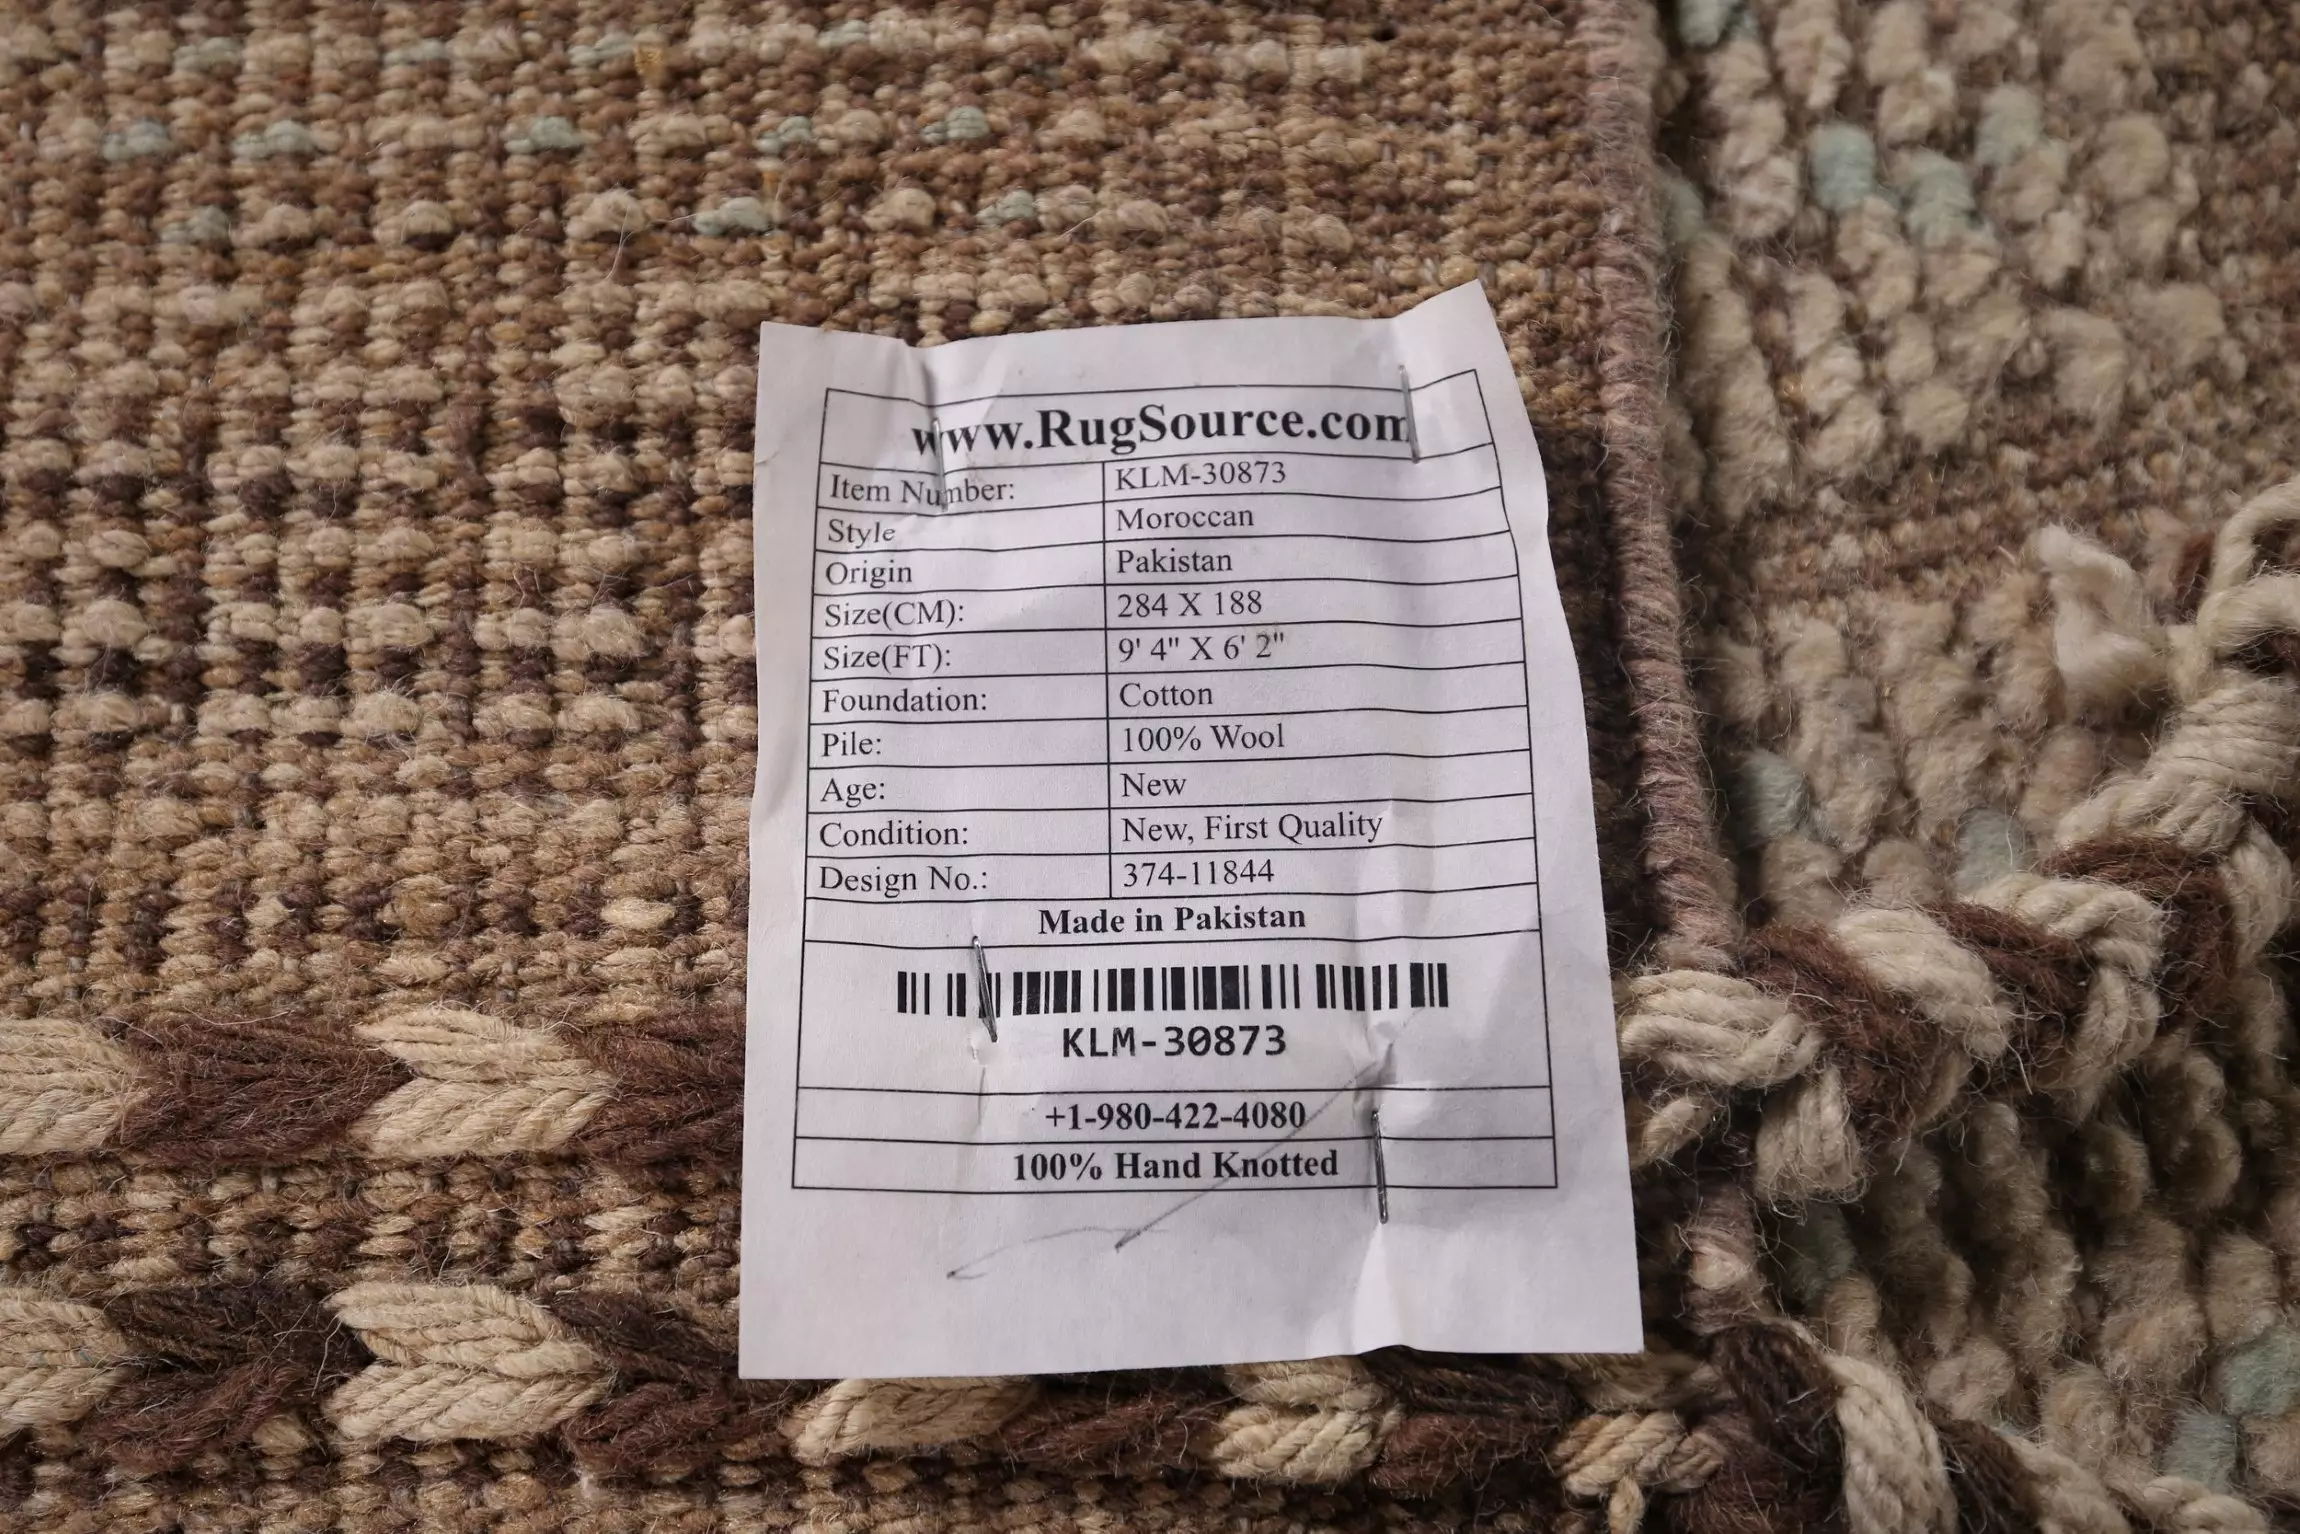 www.RugSource.com
Item Number: KLM-30873
Style Moroccan
Origin Pakistan
Size(CM): 284 X 188
Size(FT): 9' 4" X 6' 2"
Foundation: Cotton
Pile: 100% Wool
Age: New
Condition: New, First Quality
Design No.: 374-11844
Made in Pakistan
KLM-30873
+1-980-422-4080
100% Hand Knotted